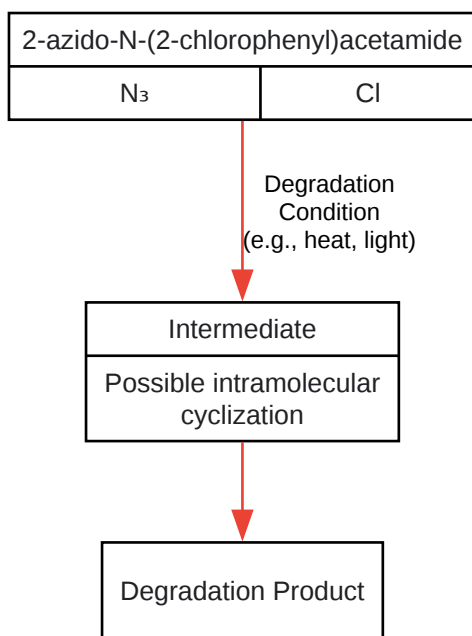 2-azido-N-(2-chlorophenyl)acetamide
N₃
Cl
Degradation
Condition
(e.g., heat, light)
Intermediate
Possible intramolecular
cyclization
Degradation Product